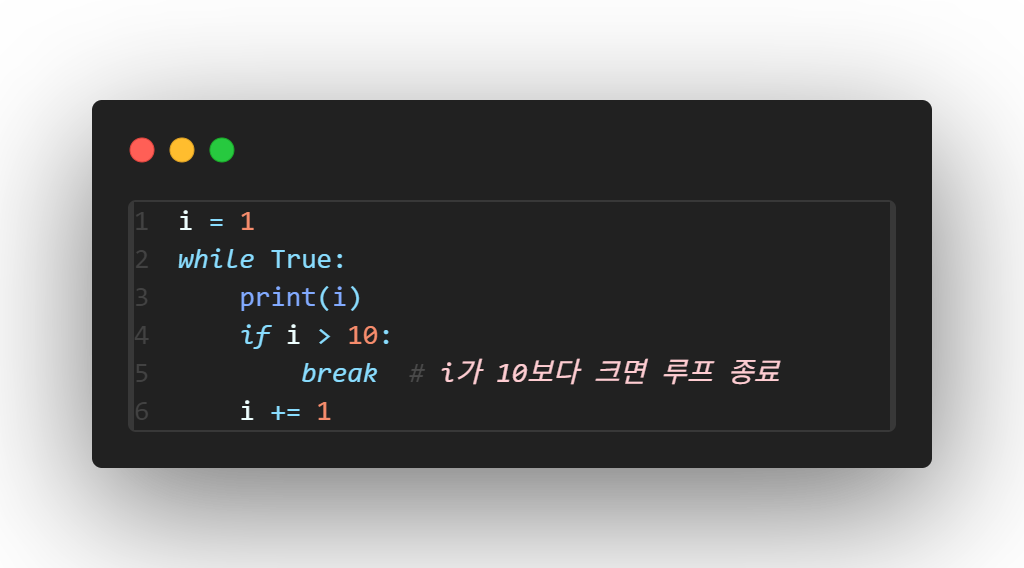 1 i = 1
2 while True:
3     print(i)
4     if i > 10:
5         break  # i가 10보다 크면 루프 종료
6     i += 1